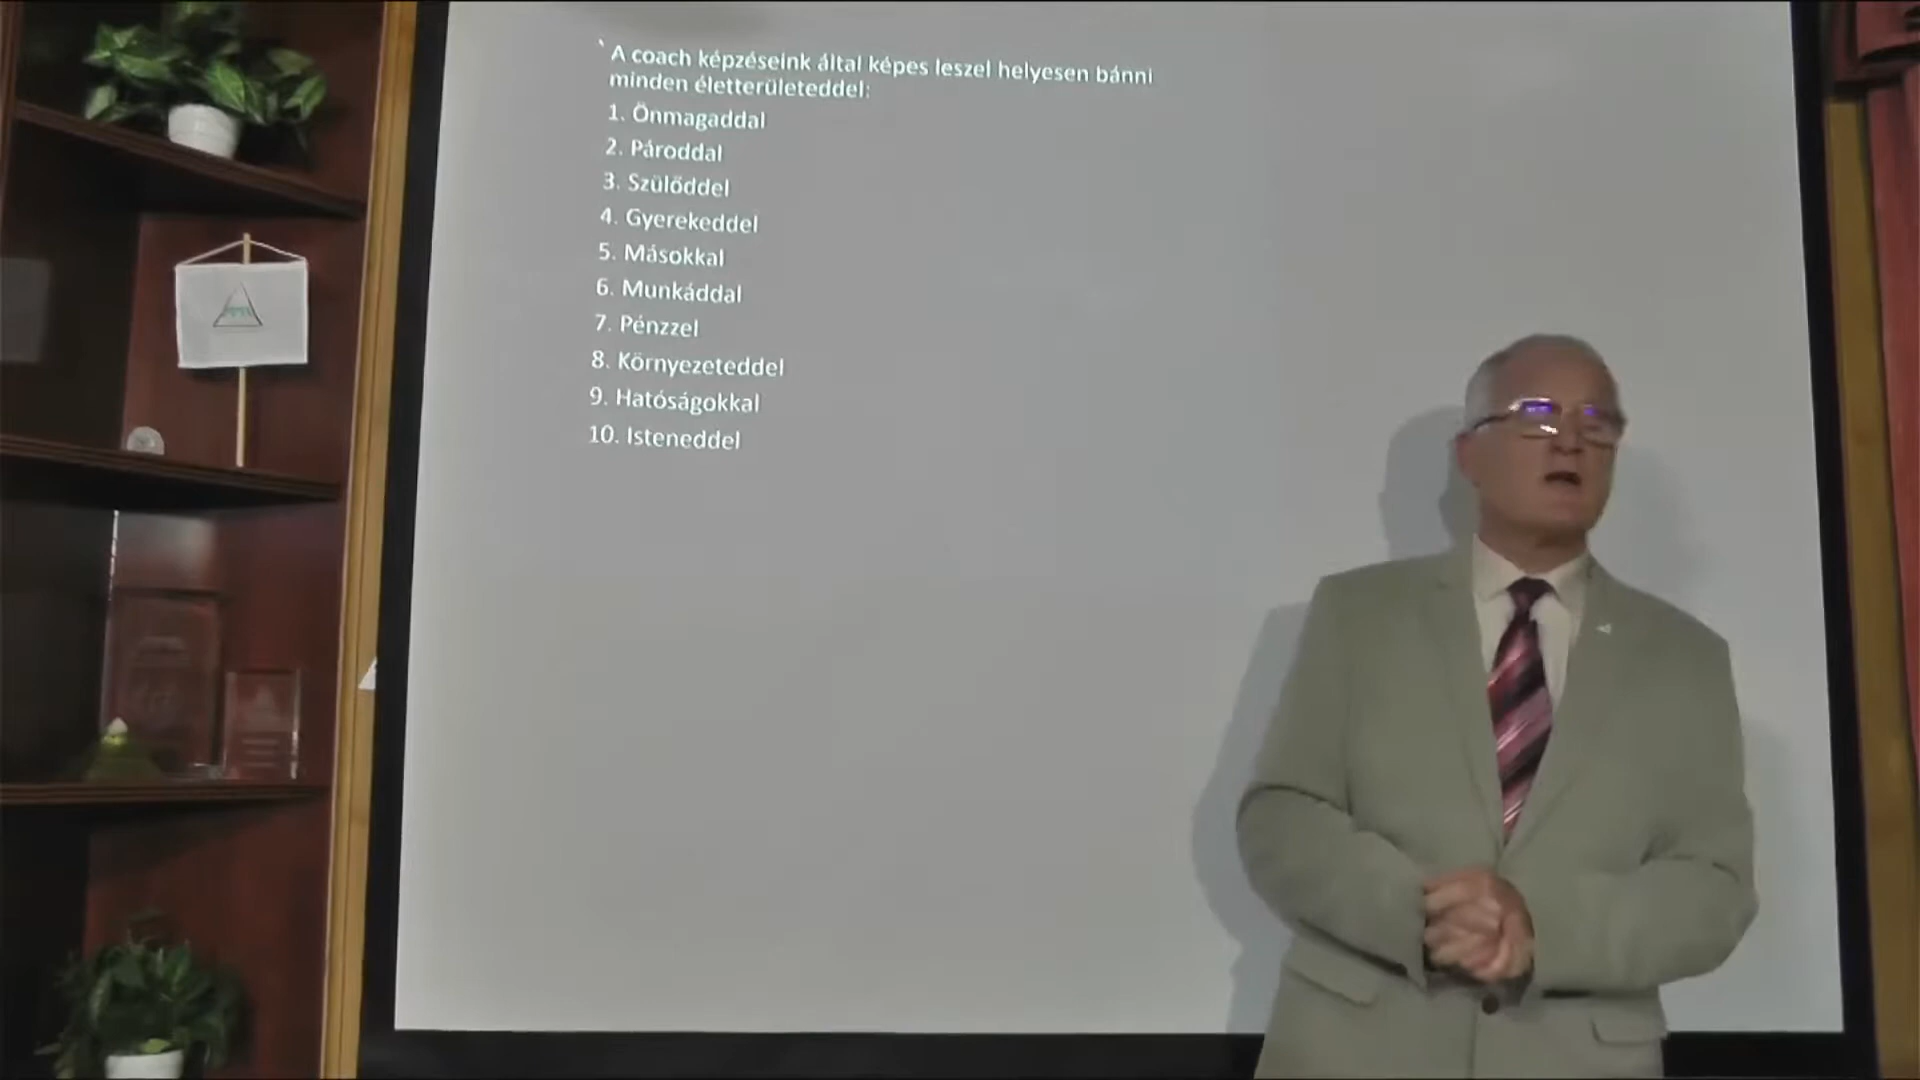 A coach képzéseink által képes leszel helyesen bánni
minden életterületeddel:
1. Önmagaddal
2. Pároddal
3. Szülőddel
4. Gyerekeddel
5. Másokkal
6. Munkáddal
7. Pénzzel
8. Környezeteddel
9. Hatóságokkal
10. Isteneddel